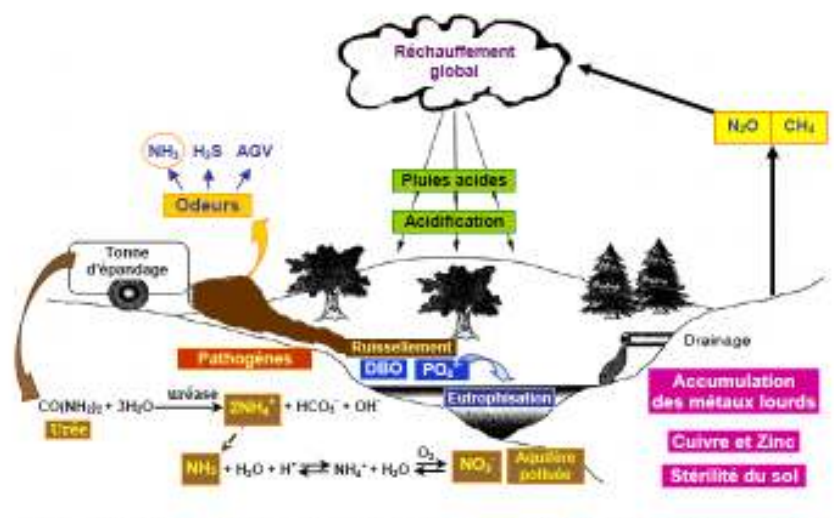 Réchauffement
global
N₂O CH₄
NH₃ H₂S AGV
Pluies acides
Odeurs
Acidification
Tonne
d'épandage
Ruissellement
Drainage
Pathogènes
DBO PO₄
Accumulation
des métaux lourds
Eutrophisation
uréase
CO(NH₂)₂ + 3H₂O 2NH₄⁺ + HCO₃⁻ + OH⁻
Urée
Cuivre et Zinc
O₂
NH₃ + H₂O + H⁺ NH₄⁺ + H₂O NO₃⁻
Aquifère
polluée
Stérilité du sol